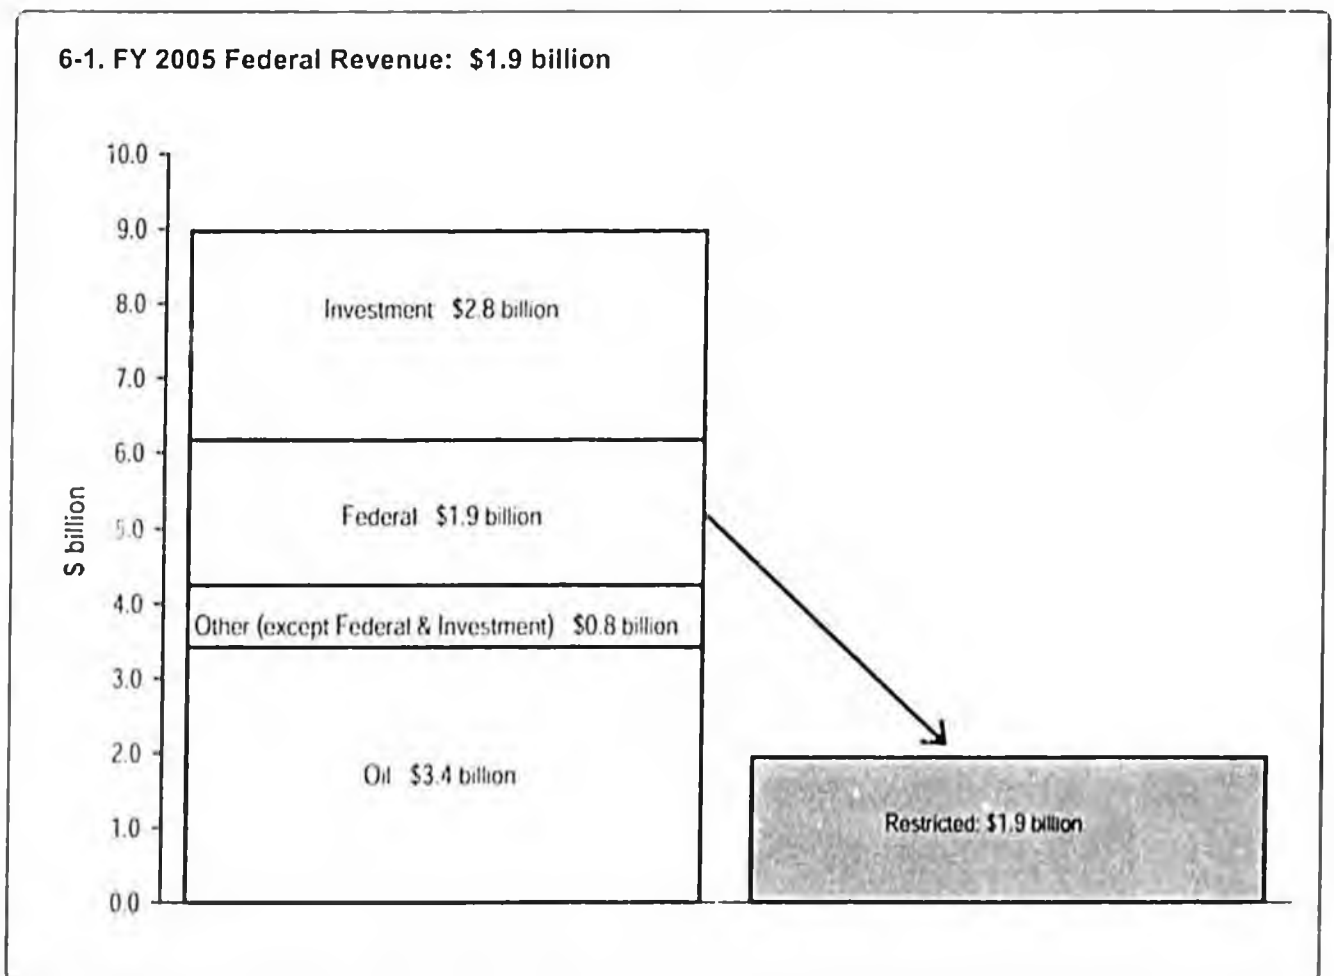 6-1. FY 2005 Federal Revenue: $1.9 billion
10.0
9.0
8.0
7.0
6.0
5.0
4.0
3.0
2.0
1.0
0.0
$ billion
Investment $2.8 billion
Federal $1.9 billion
Other (except Federal & Investment) $0.8 billion
Oil $3.4 billion
Restricted: $1.9 billion